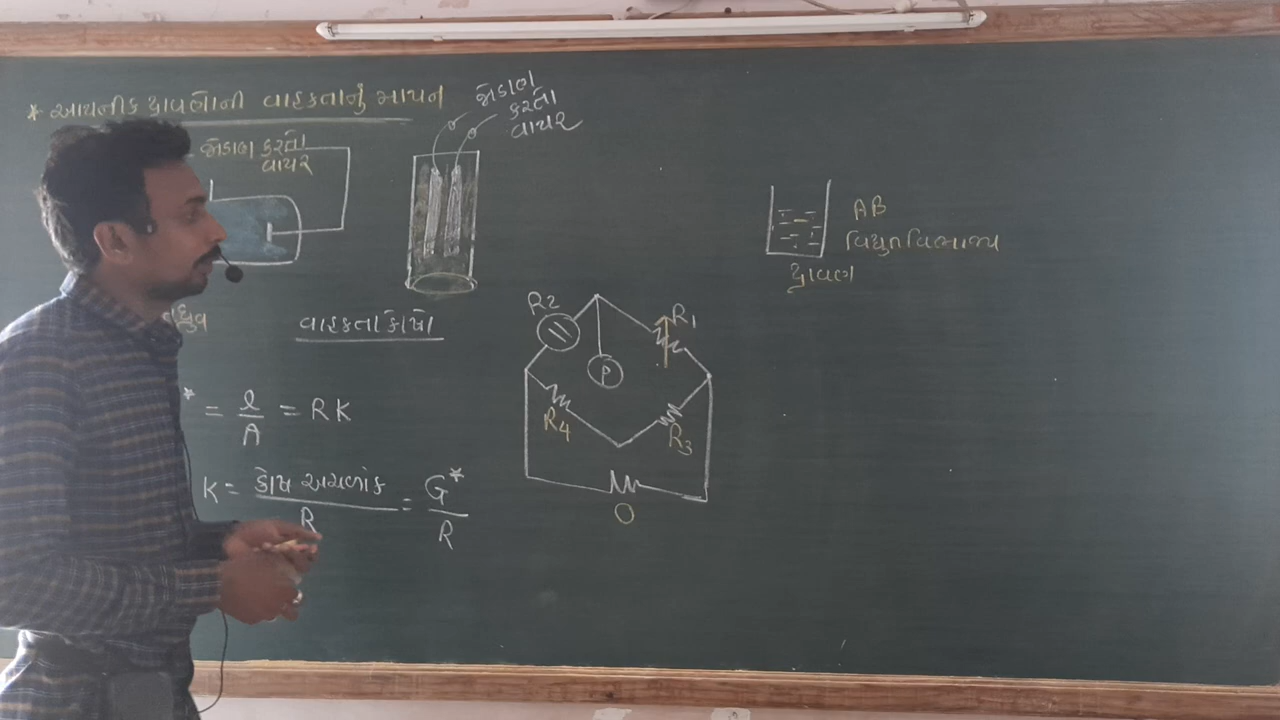 * આયનીક દ્રાવણોની વાહકતાનું માપન
જોડાણ
કરતા
વાયર
જોડાણ કરતા
વાયર
ધ્રુવ
વાહકતા કોષો
* = l/A = RK
K = કોષ અચળાંક/R = G*/R
R2
R1
P
R4
R3
O
AB
વિદ્યુતવિભાજ્ય
દ્રાવણ